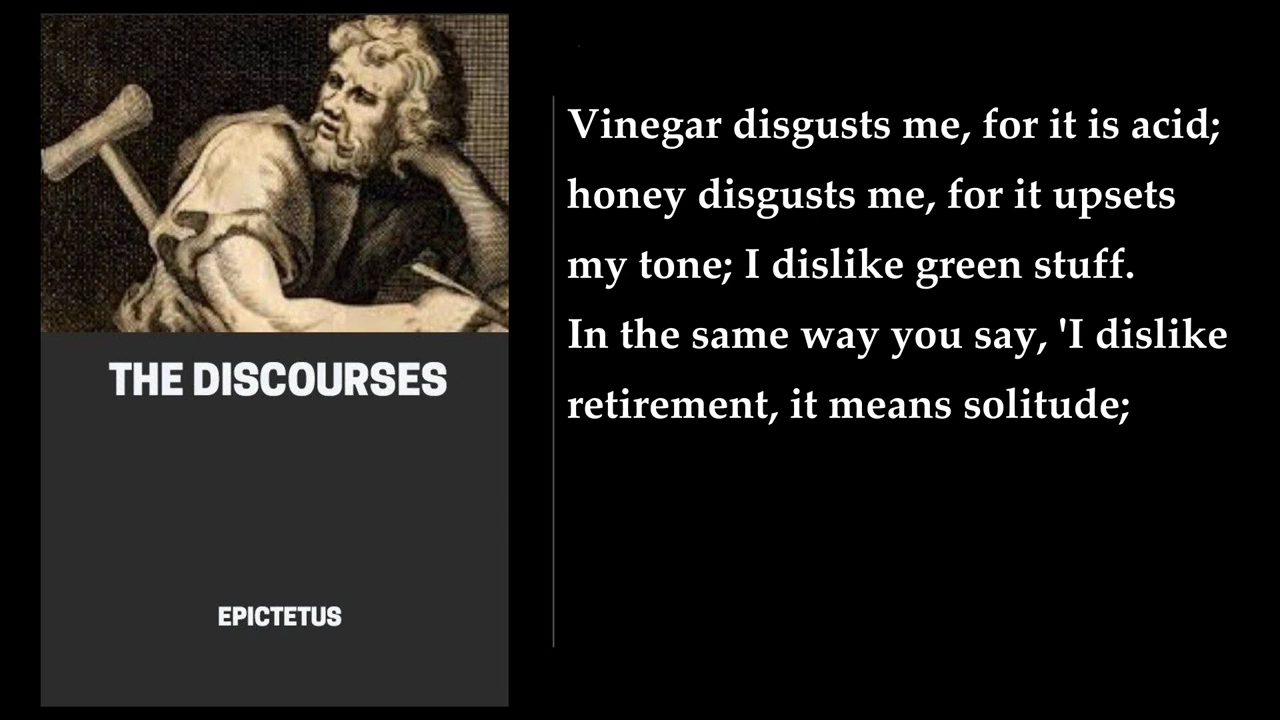 THE DISCOURSES
EPICTETUS
Vinegar disgusts me, for it is acid;
honey disgusts me, for it upsets
my tone; I dislike green stuff.
In the same way you say, 'I dislike
retirement, it means solitude;